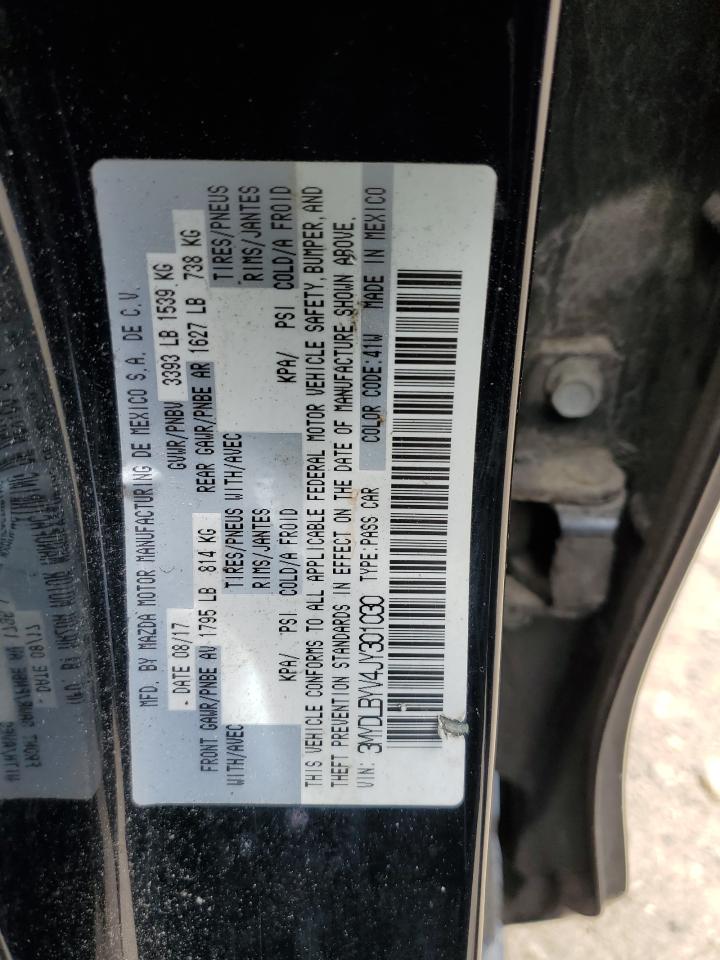 MFD. BY MAZDA MOTOR MANUFACTURING DE MEXICO S.A. DE C.V.
DATE 08/17 GVWR/PNBV 3393 LB 1539 KG
FRONT GAWR/PNBE AV 1795 LB 814 KG REAR GAWR/PNBE AR 1627 LB 738 KG
WITH/AVEC TIRES/PNEUS WITH/AVEC TIRES/PNEUS
RIMS/JANTES RIMS/JANTES
KPA/ PSI COLD/A FROID KPA/ PSI COLD/A FROID
THIS VEHICLE CONFORMS TO ALL APPLICABLE FEDERAL MOTOR VEHICLE SAFETY, BUMPER, AND
THEFT PREVENTION STANDARDS IN EFFECT ON THE DATE OF MANUFACTURE SHOWN ABOVE.
VIN: 3MYDLBYV4JY301030 TYPE:PASS CAR COLOR CODE:41W MADE IN MEXICO